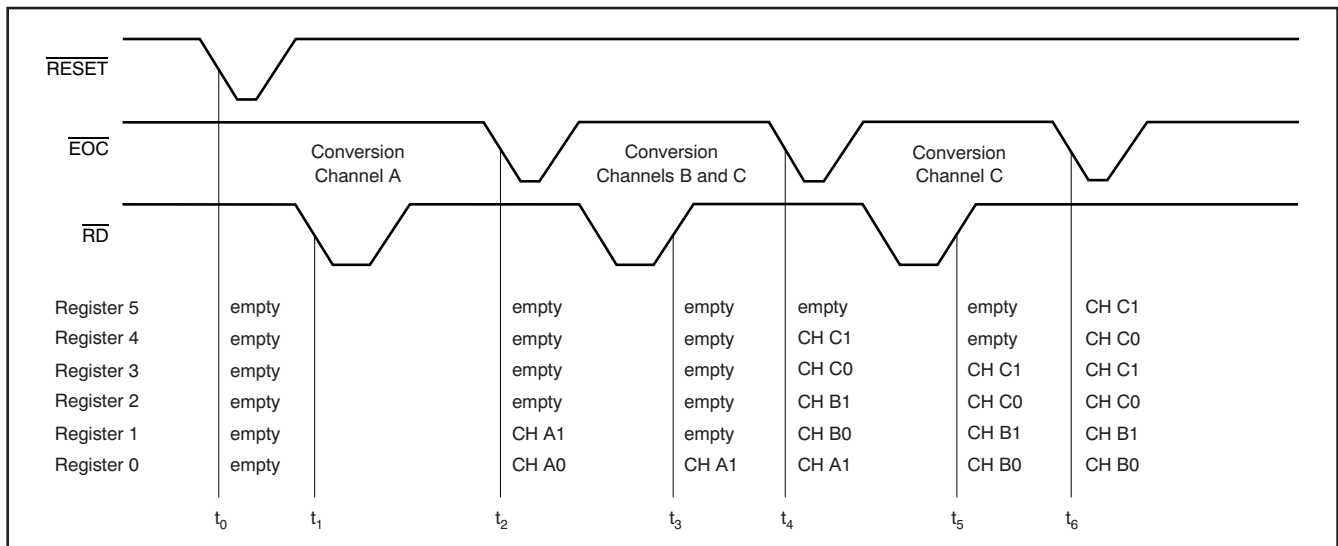 RESET
EOC
Conversion
Channel A
Conversion
Channels B and C
Conversion
Channel C
RD
Register 5 empty empty empty empty empty CH C1
Register 4 empty empty empty CH C1 empty CH C0
Register 3 empty empty empty CH C0 CH C1 CH C1
Register 2 empty empty empty CH B1 CH C0 CH C0
Register 1 empty CH A1 empty CH B0 CH B1 CH B1
Register 0 empty CH A0 CH A1 CH A1 CH B0 CH B0
t0 t1 t2 t3 t4 t5 t6